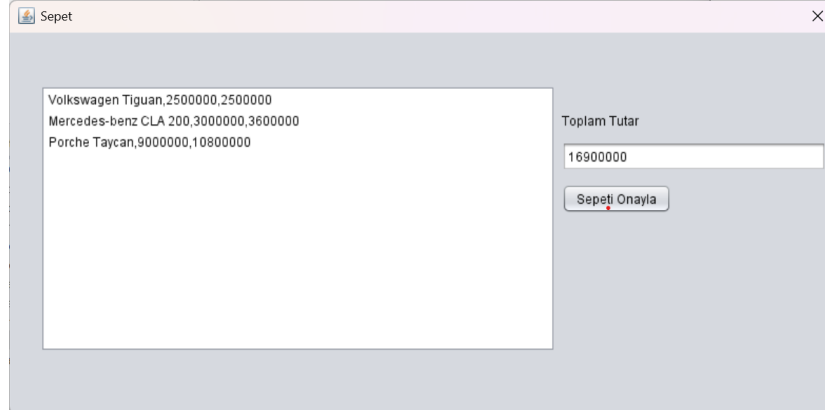 Sepet
Volkswagen Tiguan,2500000,2500000
Mercedes-benz CLA 200,3000000,3600000
Porche Taycan,9000000,10800000
Toplam Tutar
16900000
Sepeti Onayla